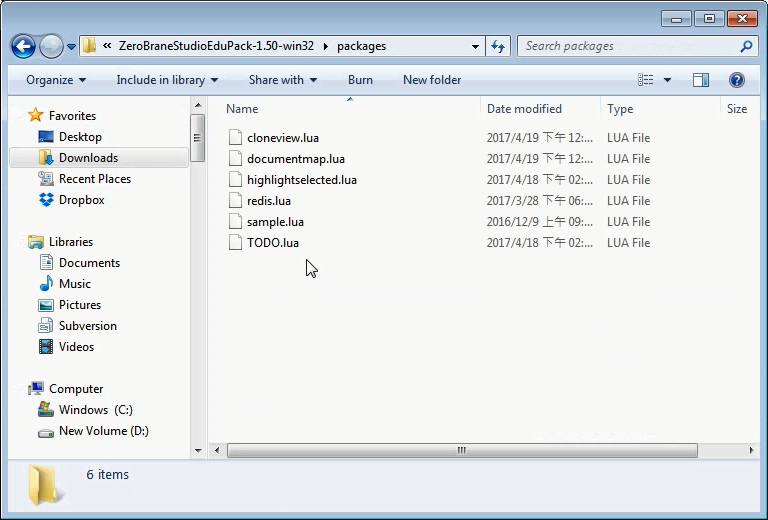 « ZeroBraneStudioEduPack-1.50-win32 packages Search packages
Organize Include in library Share with Burn New folder
Name Date modified Type Size
Favorites
Desktop
Downloads
Recent Places
Dropbox
Libraries
Documents
Music
Pictures
Subversion
Videos
Computer
Windows (C:)
New Volume (D:)
cloneview.lua 2017/4/19 下午 12:... LUA File
documentmap.lua 2017/4/19 下午 12:... LUA File
highlightselected.lua 2017/4/18 下午 02:... LUA File
redis.lua 2017/3/28 下午 06:... LUA File
sample.lua 2016/12/9 上午 09:... LUA File
TODO.lua 2017/4/18 下午 02:... LUA File
6 items